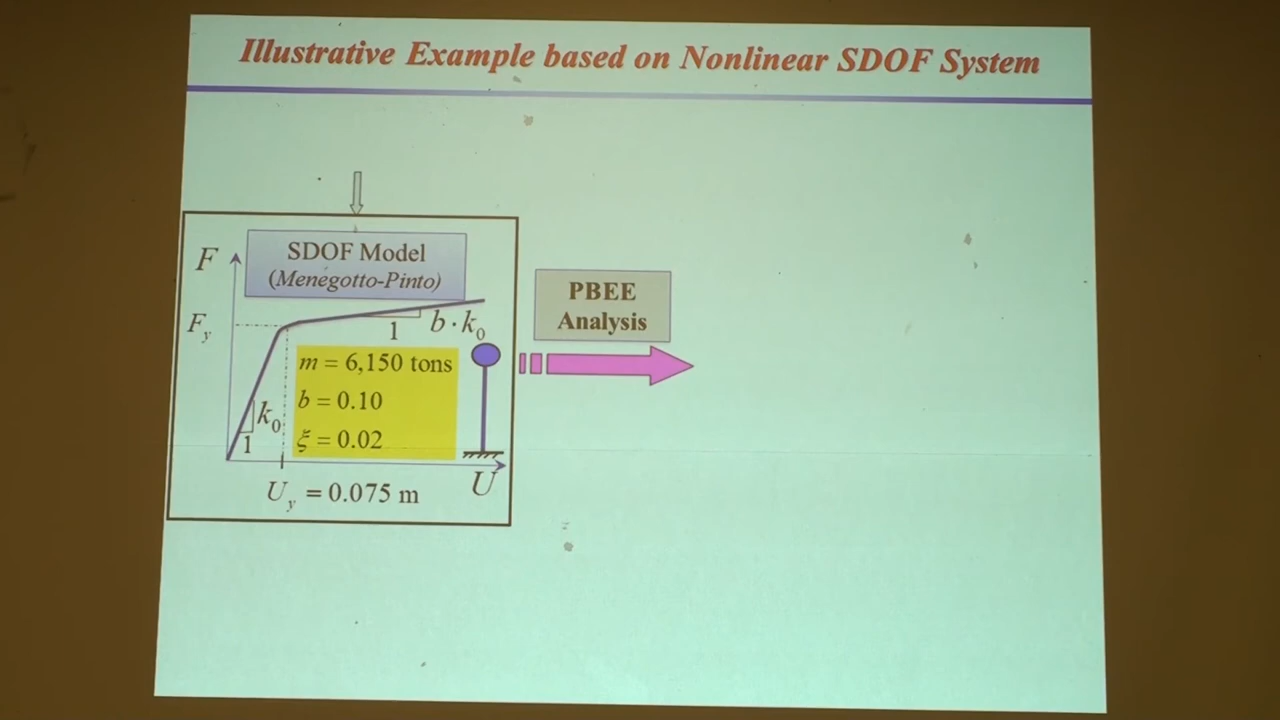 Illustrative Example based on Nonlinear SDOF System
SDOF Model
(Menegotto-Pinto)
F
F_y
1
b · k_0
m = 6,150 tons
b = 0.10
ξ = 0.02
k_0
1
U_y = 0.075 m
U
PBEE
Analysis